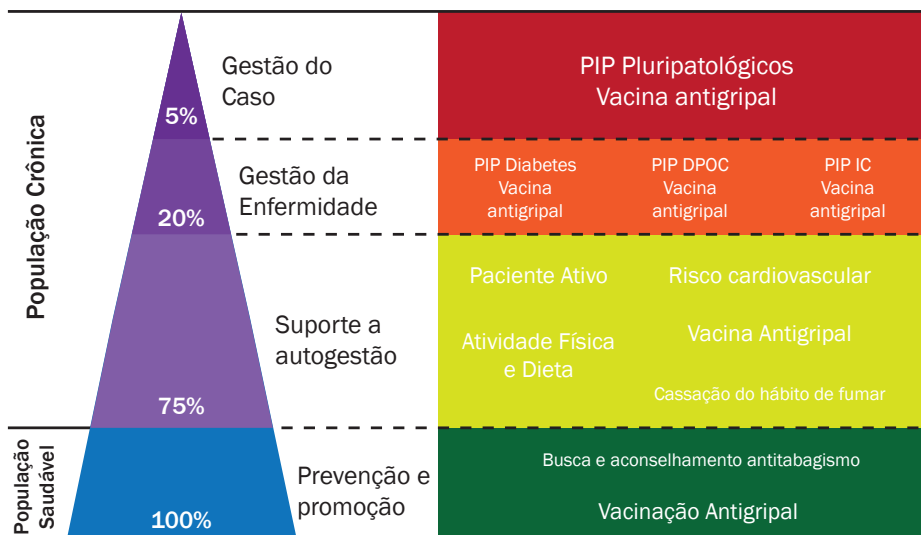 População Crônica
5%
Gestão do
Caso
PIP Pluripatológicos
Vacina antigripal
20%
Gestão da
Enfermidade
PIP Diabetes
Vacina
antigripal
PIP DPOC
Vacina
antigripal
PIP IC
Vacina
antigripal
75%
Suporte a
autogestão
Paciente Ativo
Risco cardiovascular
Atividade Física
e Dieta
Vacina Antigripal
Cassação do hábito de fumar
População
Saudável
100%
Prevenção e
promoção
Busca e aconselhamento antitabagismo
Vacinação Antigripal